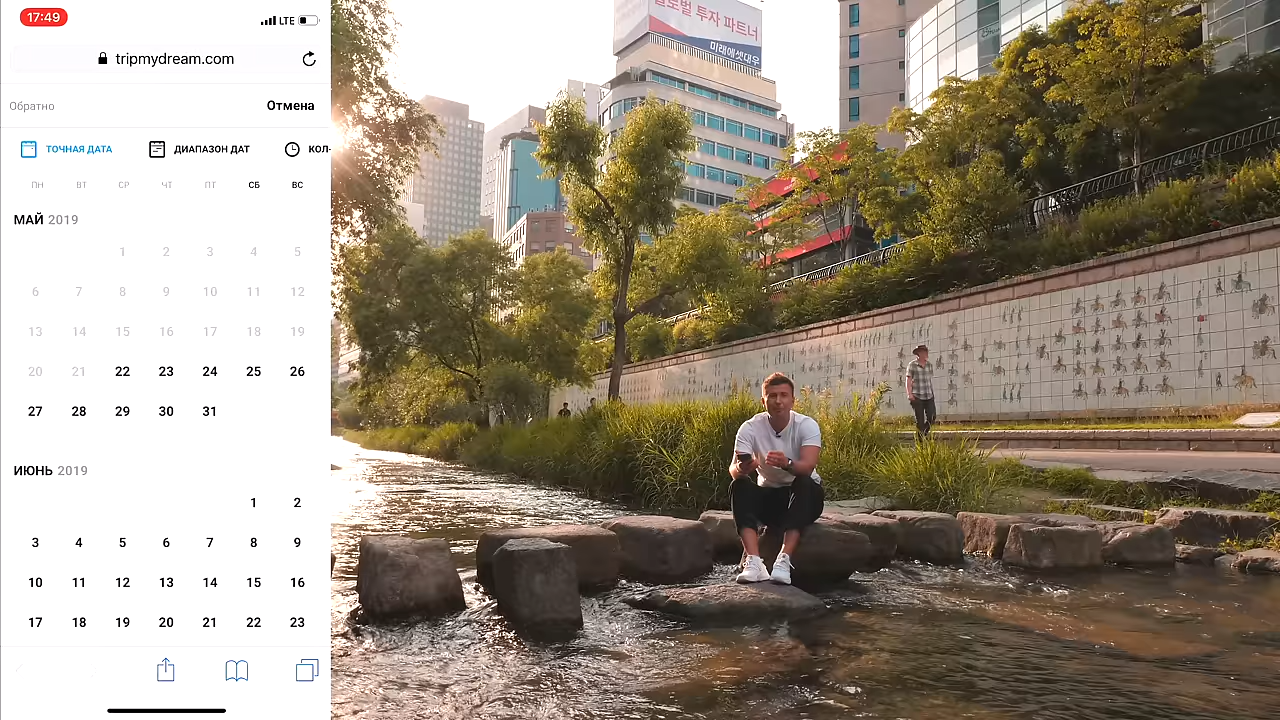 17:49
LTE
tripmydream.com
Обратно
Отмена
ТОЧНАЯ ДАТА
ДИАПАЗОН ДАТ
КОЛ-
ПН ВТ СР ЧТ ПТ СБ ВС
МАЙ 2019
1 2 3 4 5
6 7 8 9 10 11 12
13 14 15 16 17 18 19
20 21 22 23 24 25 26
27 28 29 30 31
ИЮНЬ 2019
1 2
3 4 5 6 7 8 9
10 11 12 13 14 15 16
17 18 19 20 21 22 23
투자 파트너
미래에셋대우